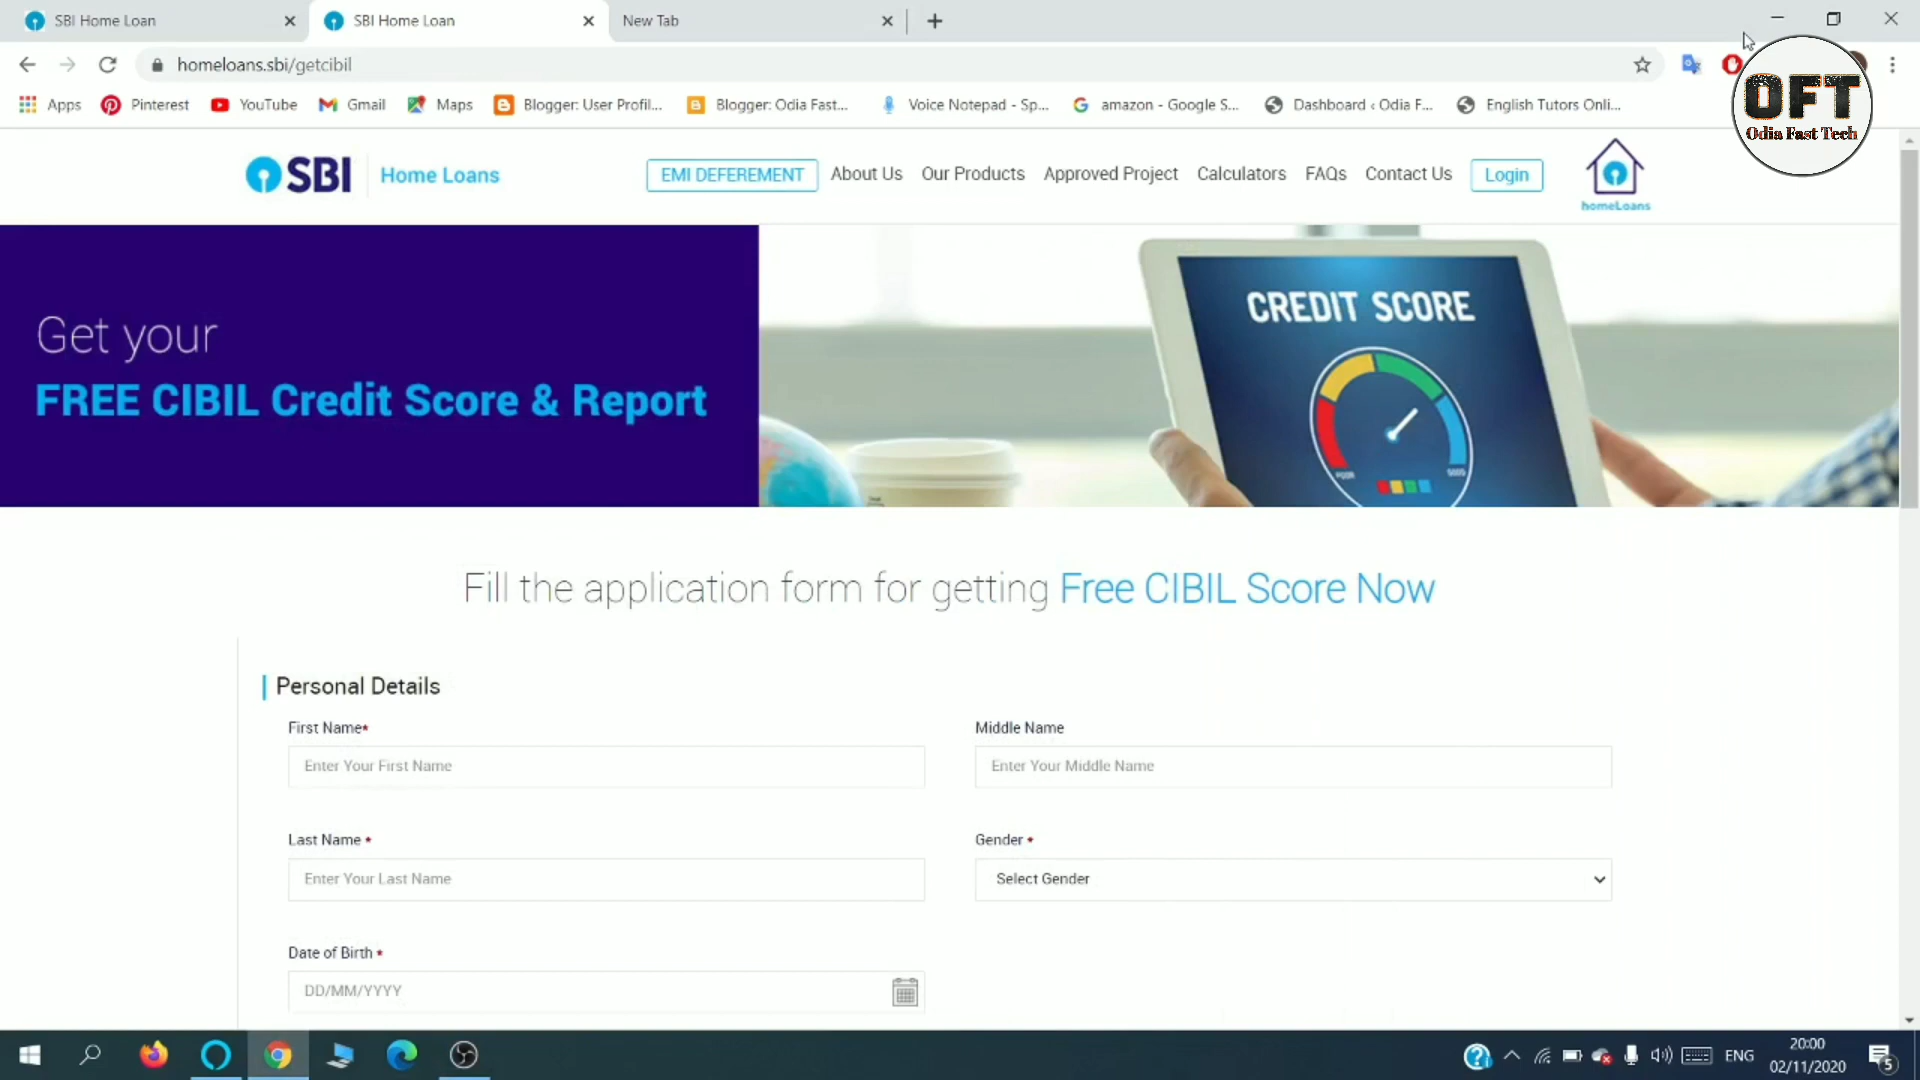 SBI Home Loan
SBI Home Loan
New Tab
homeloans.sbi/getcibil
Apps
Pinterest
YouTube
Gmail
Maps
Blogger: User Profil...
Blogger: Odia Fast...
Voice Notepad - Sp...
amazon - Google S...
Dashboard ‹ Odia F...
English Tutors Onli...
OFT
Odia Fast Tech
SBI Home Loans
EMI DEFEREMENT
About Us
Our Products
Approved Project
Calculators
FAQs
Contact Us
Login
homeLoans
Get your
FREE CIBIL Credit Score & Report
CREDIT SCORE
POOR
GOOD
Fill the application form for getting Free CIBIL Score Now
Personal Details
First Name*
Middle Name
Enter Your First Name
Enter Your Middle Name
Last Name *
Gender *
Enter Your Last Name
Select Gender
Date of Birth *
DD/MM/YYYY
ENG
20:00
02/11/2020
5